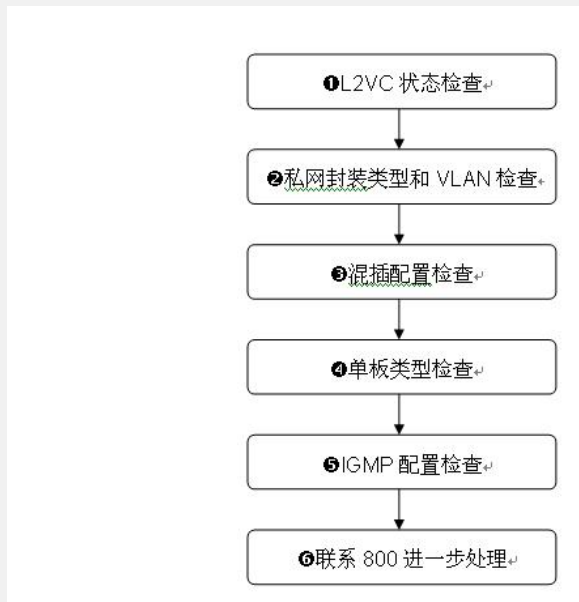 ❶L2VC 状态检查
❷私网封装类型和 VLAN 检查
❸混插配置检查
❹单板类型检查
❺IGMP 配置检查
❻联系 800 进一步处理